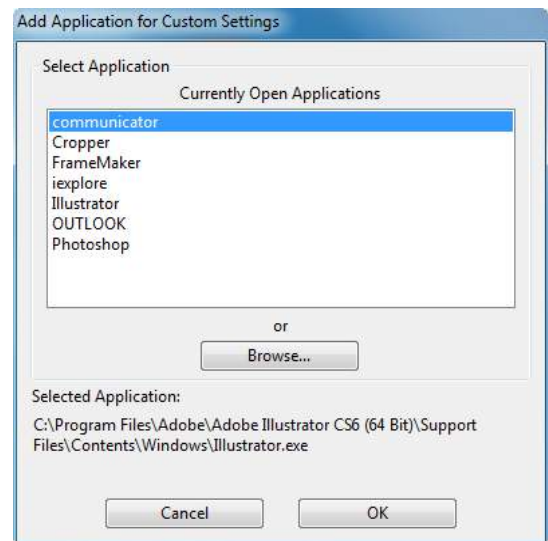 Add Application for Custom Settings
Select Application
Currently Open Applications
communicator
Cropper
FrameMaker
iexplore
Illustrator
OUTLOOK
Photoshop
or
Browse...
Selected Application:
C:\Program Files\Adobe\Adobe Illustrator CS6 (64 Bit)\Support
Files\Contents\Windows\Illustrator.exe
Cancel
OK